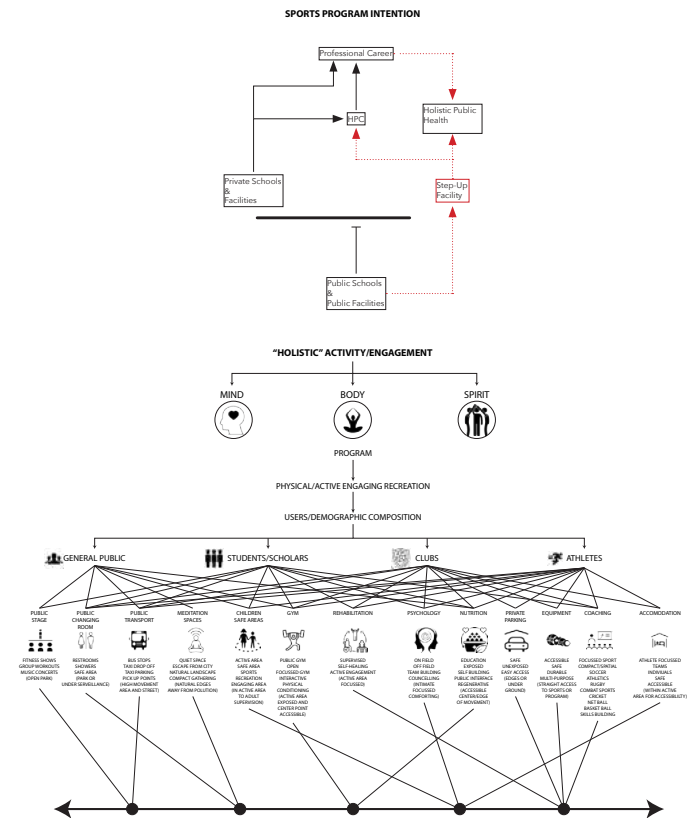 SPORTS PROGRAM INTENTION
Professional Career
HPC
Holistic Public
Health
Private Schools
&
Facilities
Step-Up
Facility
Public Schools
&
Public Facilities
“HOLISTIC” ACTIVITY/ENGAGEMENT
MIND
BODY
SPIRIT
PROGRAM
PHYSICAL/ACTIVE ENGAGING RECREATION
USERS/DEMOGRAPHIC COMPOSITION
GENERAL PUBLIC
STUDENTS/SCHOLARS
CLUBS
ATHLETES
PUBLIC
STAGE
PUBLIC
CHANGING
ROOM
PUBLIC
TRANSPORT
MEDITATION
SPACES
CHILDREN
SAFE AREAS
GYM
REHABILITATION
PSYCHOLOGY
NUTRITION
PRIVATE
PARKING
EQUIPMENT
COACHING
ACCOMODATION
FITNESS SHOWS
GROUP WORKOUTS
MUSIC CONCERTS
(OPEN PARK)
RESTROOMS
SHOWERS
SAFE AREA
(PARK OR
UNDER SERVEILLANCE)
BUS STOPS
TAXI DROP OFF
TAXI PARKING
PICK UP POINTS
(HIGH MOVEMENT
AREA AND STREET)
QUIET SPACE
ESCAPE FROM CITY
NATURAL LANDSCAPE
COMPACT GATHERING
(NATURAL EDGES
AWAY FROM POLUTION)
ACTIVE AREA
SAFE AREA
SPORTS
RECREATION
ENGAGING AREA
(IN ACTIVE AREA
TO ADULT
SUPERVISION)
PUBLIC GYM
OPEN
FOCUSSED GYM
INTERACTIVE
PHYSICAL
CONDITIONING
(ACTIVE AREA
EXPOSED AND
CENTER POINT
ACCESSIBLE)
SUPERVISED
SELF-HEALING
ACTIVE ENGAGEMENT
(ACTIVE AREA
FOCUSSED)
ON FIELD
OFF FIELD
TEAM BUILDING
COUNCELLING
(INTIMATE
FOCUSSED
COMFORTING)
EDUCATION
EXPOSED
SELF BUILDING
PUBLIC INTERFACE
REGENERATIVE
(ACCESSIBLE
CENTER/EDGE
OF MOVEMENT)
SAFE
UNEXPOSED
EASY ACCESS
(EDGES OR
UNDER
GROUND)
ACCESSIBLE
SAFE
DURABLE
MULTI-PURPOSE
(STRAIGHT ACCESS
TO SPORTS OR
PROGRAM)
FOCUSSED SPORT
SOCCER
ATHLETICS
RUGBY
COMBAT SPORTS
CRICKET
NET BALL
BASKET BALL
SKILLS BUILDING
ATHLETE FOCUSSED
TEAMS
SAFE
ACCESSIBLE
(WITHIN ACTIVE
AREA FOR ACCESSIBLITY)